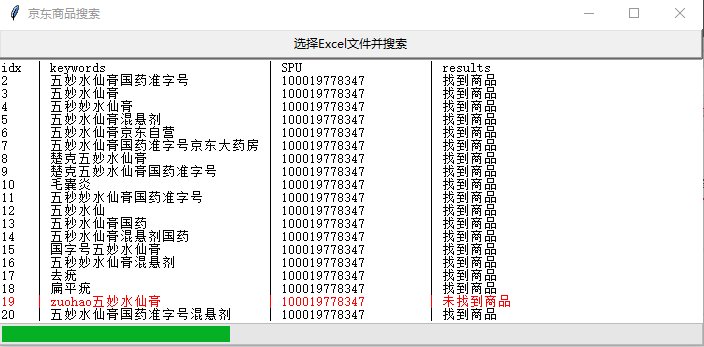 京东商品搜索
选择Excel文件并搜索
idx | keywords | SPU | results
2 | 五妙水仙膏国药准字号 | 100019778347 | 找到商品
3 | 五妙水仙膏 | 100019778347 | 找到商品
4 | 五秒妙水仙膏 | 100019778347 | 找到商品
5 | 五妙水仙膏混悬剂 | 100019778347 | 找到商品
6 | 五妙水仙膏京东自营 | 100019778347 | 找到商品
7 | 五妙水仙膏国药准字号京东大药房 | 100019778347 | 找到商品
8 | 楚克五妙水仙膏 | 100019778347 | 找到商品
9 | 楚克五妙水仙膏国药准字号 | 100019778347 | 找到商品
10 | 毛囊炎 | 100019778347 | 找到商品
11 | 五秒妙水仙膏国药准字号 | 100019778347 | 找到商品
12 | 五妙水仙 | 100019778347 | 找到商品
13 | 五妙水仙膏国药 | 100019778347 | 找到商品
14 | 五妙水仙膏混悬剂国药 | 100019778347 | 找到商品
15 | 国字号五妙水仙膏 | 100019778347 | 找到商品
16 | 五秒妙水仙膏混悬剂 | 100019778347 | 找到商品
17 | 去疣 | 100019778347 | 找到商品
18 | 扁平疣 | 100019778347 | 找到商品
19 | zuohao五妙水仙膏 | 100019778347 | 未找到商品
20 | 五妙水仙膏国药准字号混悬剂 | 100019778347 | 找到商品